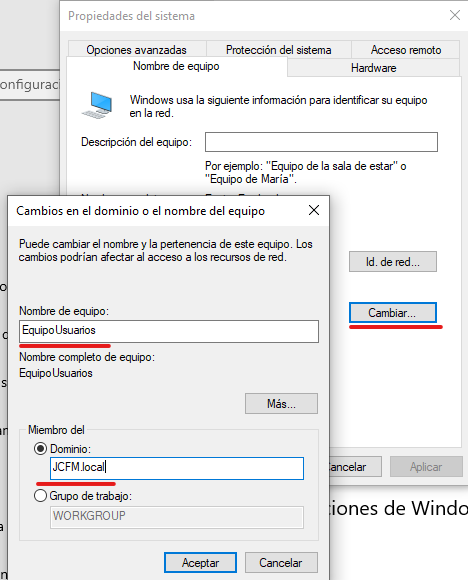 Propiedades del sistema
Opciones avanzadas
Protección del sistema
Acceso remoto
Nombre de equipo
Hardware
onfiguraci
Windows usa la siguiente información para identificar su equipo
en la red.
Descripción del equipo:
Por ejemplo: "Equipo de la sala de estar" o
"Equipo de María".
Cambios en el dominio o el nombre del equipo
Puede cambiar el nombre y la pertenencia de este equipo. Los
cambios podrían afectar al acceso a los recursos de red.
Id. de red...
Nombre de equipo:
Cambiar...
EquipoUsuarios
Nombre completo de equipo:
EquipoUsuarios
Más...
Miembro del
Dominio:
JCFM.local
ancelar
Aplicar
Grupo de trabajo:
WORKGROUP
ciones de Windo
Aceptar
Cancelar